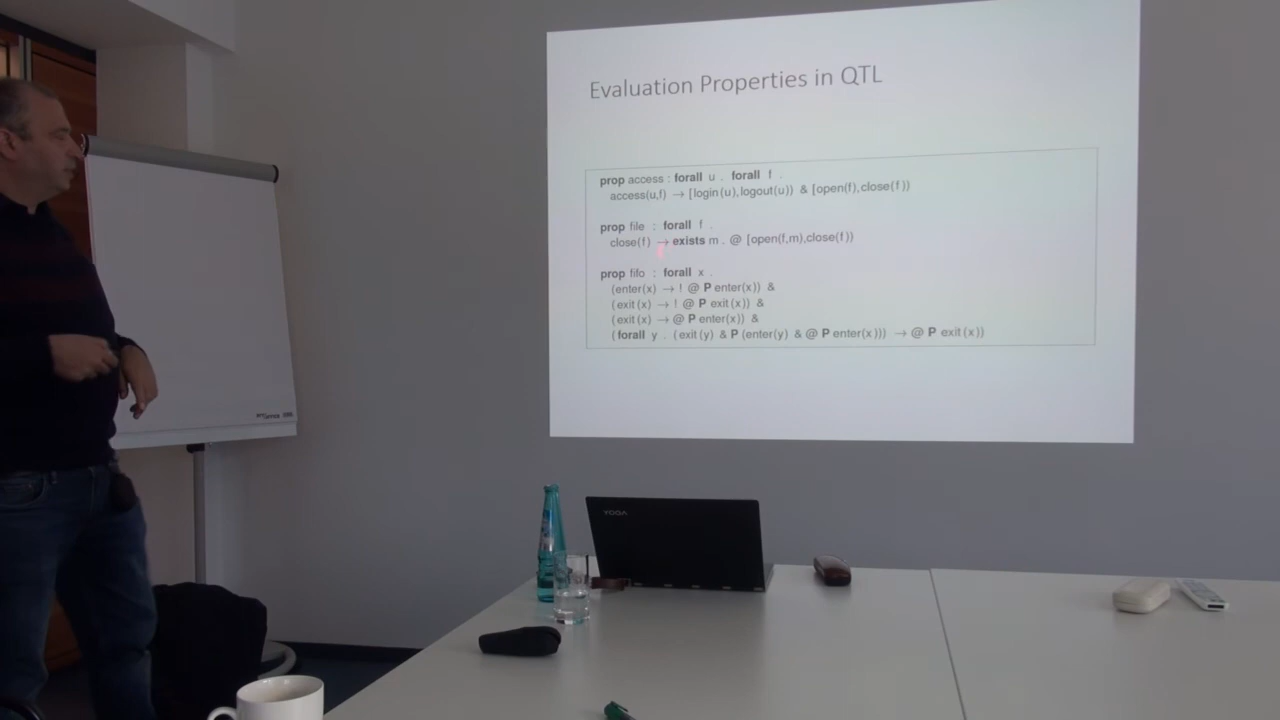 Evaluation Properties in QTL
prop access : forall u . forall f .
access(u,f) → [login(u),logout(u)) & [open(f),close(f))
prop file : forall f .
close(f) → exists m . @ [open(f,m),close(f))
prop fifo : forall x .
(enter(x) → ! @ P enter(x)) &
(exit(x) → ! @ P exit(x)) &
(exit(x) → @ P enter(x)) &
(forall y . (exit(y) & P (enter(y) & @ P enter(x))) → @ P exit(x))
YOGA